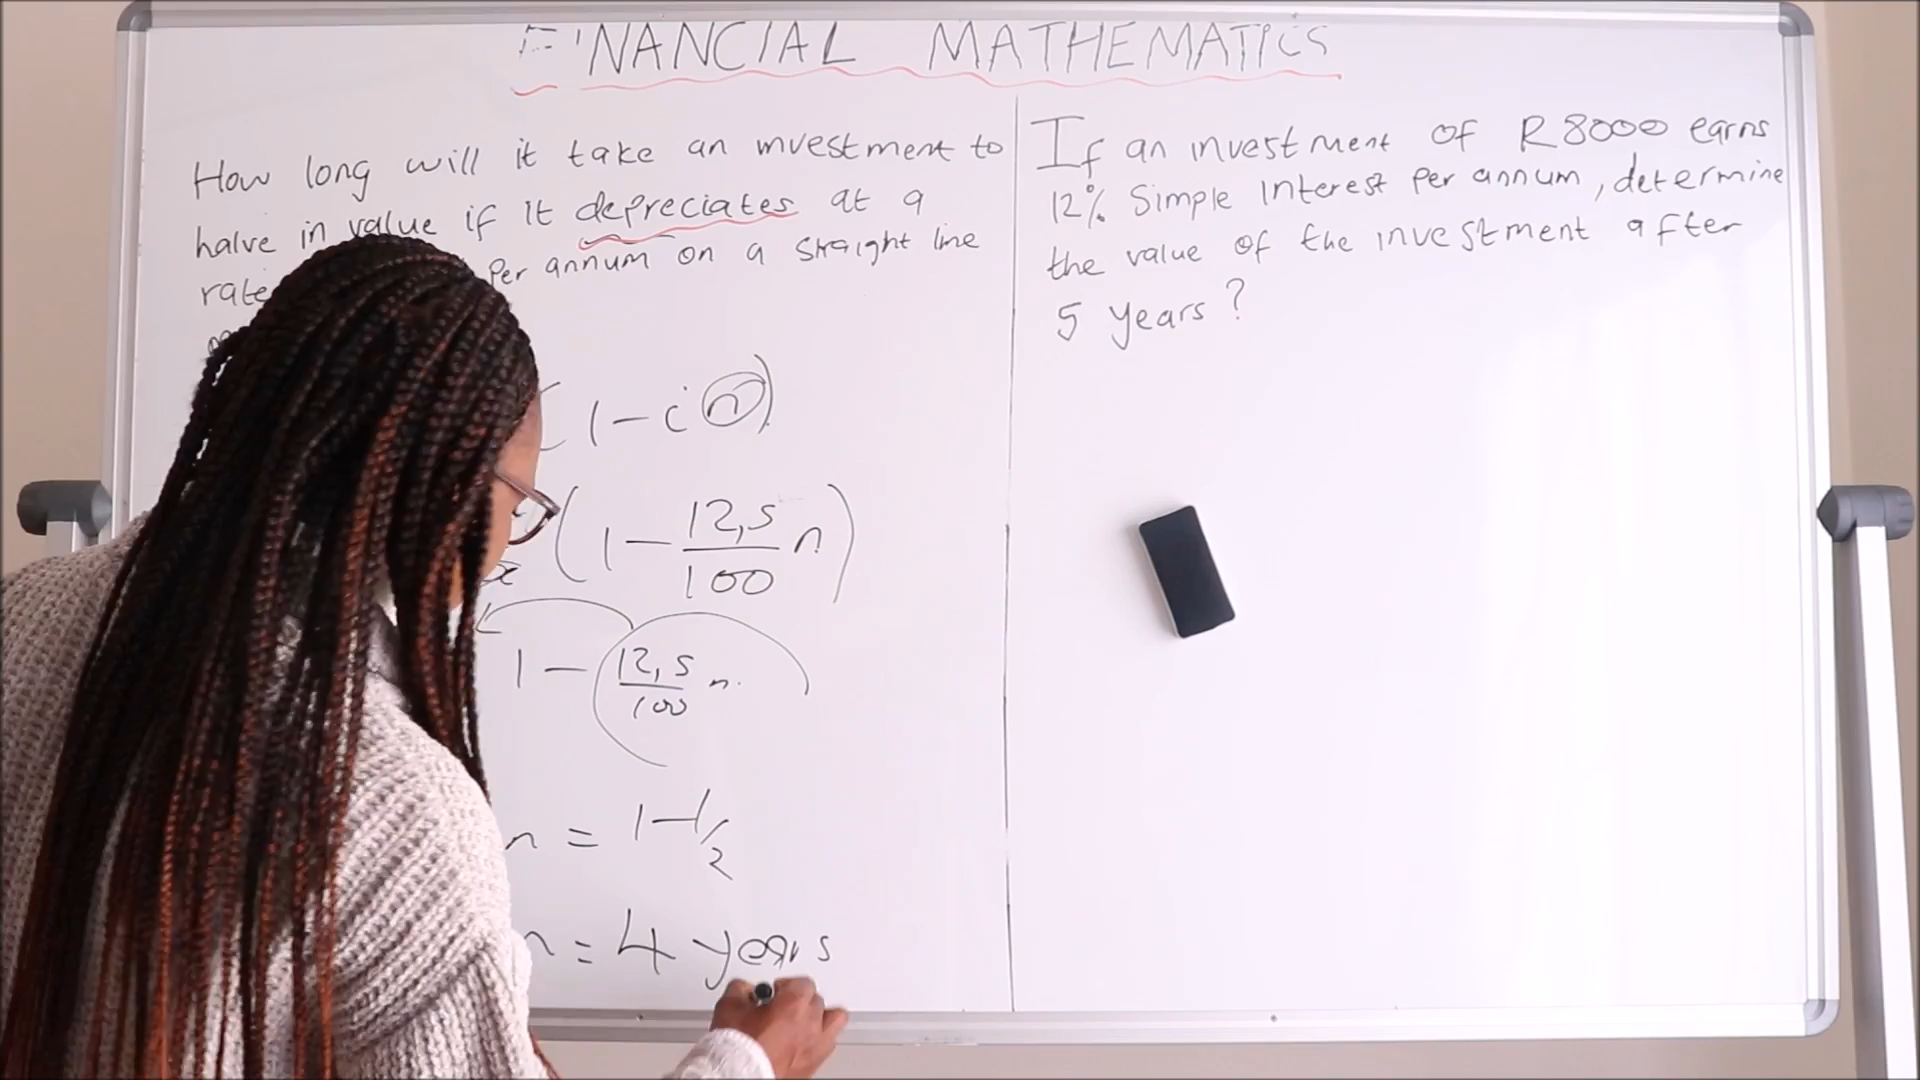 FINANCIAL MATHEMATICS
How long will it take an investment to
halve in value if it depreciates at a
rate per annum on a straight line
(1-in)
(1 - 12,5/100 n)
1 - 12,5/100 n
n = 1 - 1/2
n = 4 years
If an investment of R8000 earns
12% Simple interest per annum, determine
the value of the investment after
5 years?